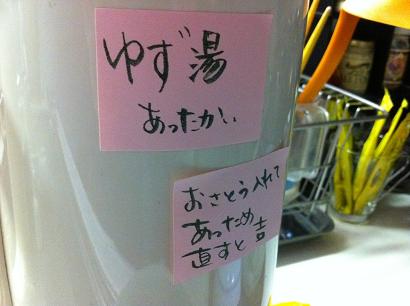 ゆず湯
あったかい
おさとう入れて
あっため
直すと吉